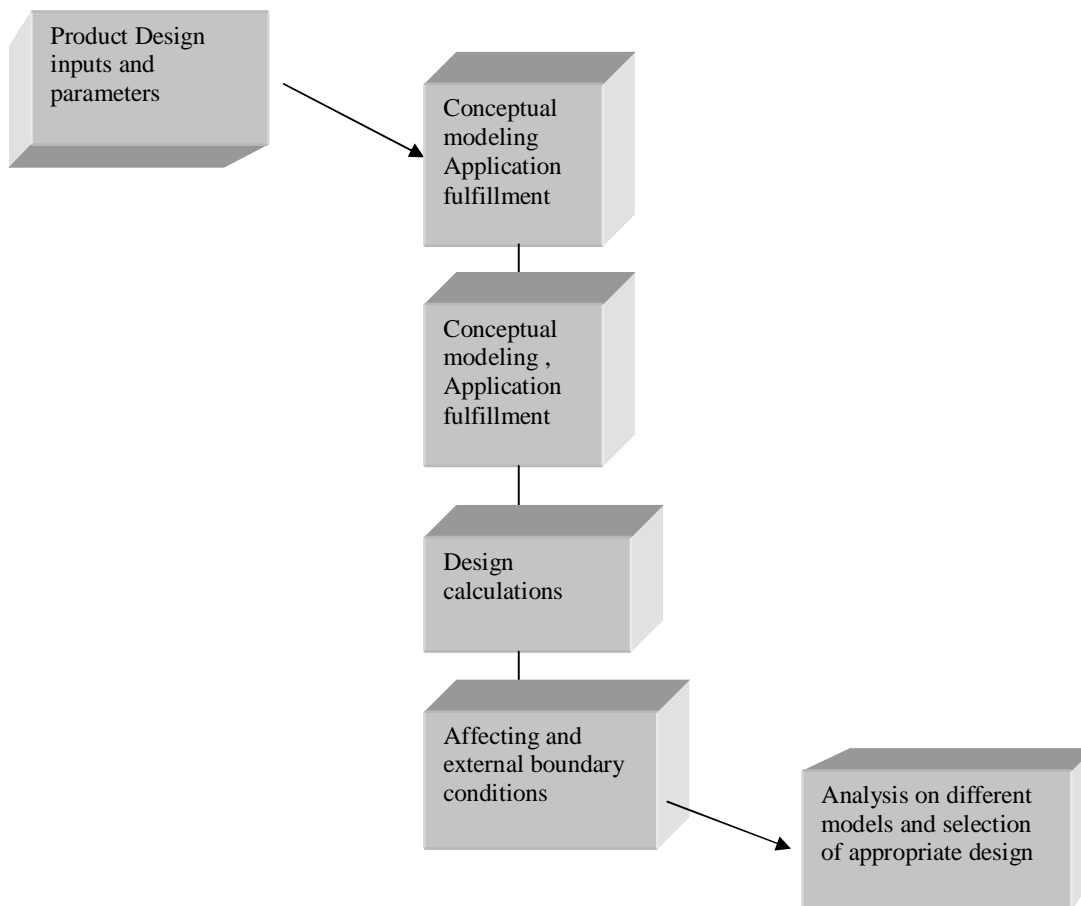 Product Design
inputs and
parameters
Conceptual
modeling
Application
fulfillment
Conceptual
modeling ,
Application
fulfillment
Design
calculations
Affecting and
external boundary
conditions
Analysis on different
models and selection
of appropriate design